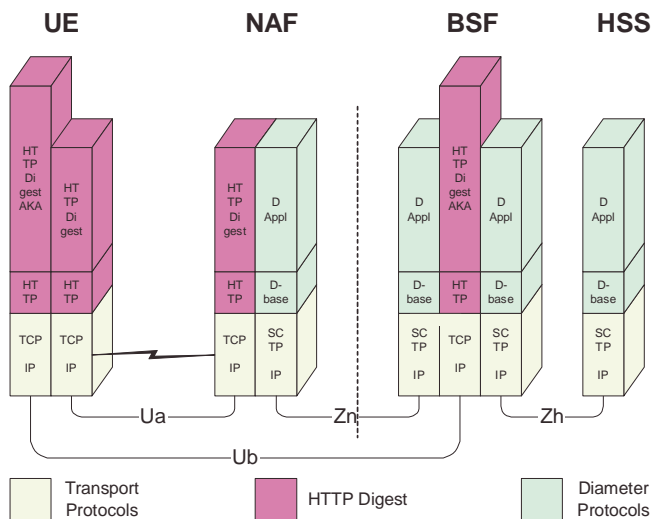 UE
NAF
BSF
HSS
HT
TP
Di
gest
AKA
HT
TP
Di
gest
HT
TP
HT
TP
TCP
IP
TCP
IP
HT
TP
Di
gest
D
Appl
HT
TP
D-
base
TCP
IP
SC
TP
IP
D
Appl
HT
TP
Di
gest
AKA
D
Appl
D-
base
HT
TP
D-
base
SC
TP
IP
TCP
IP
SC
TP
IP
D
Appl
D-
base
SC
TP
IP
Ua
Zn
Zh
Ub
Transport
Protocols
HTTP Digest
Diameter
Protocols